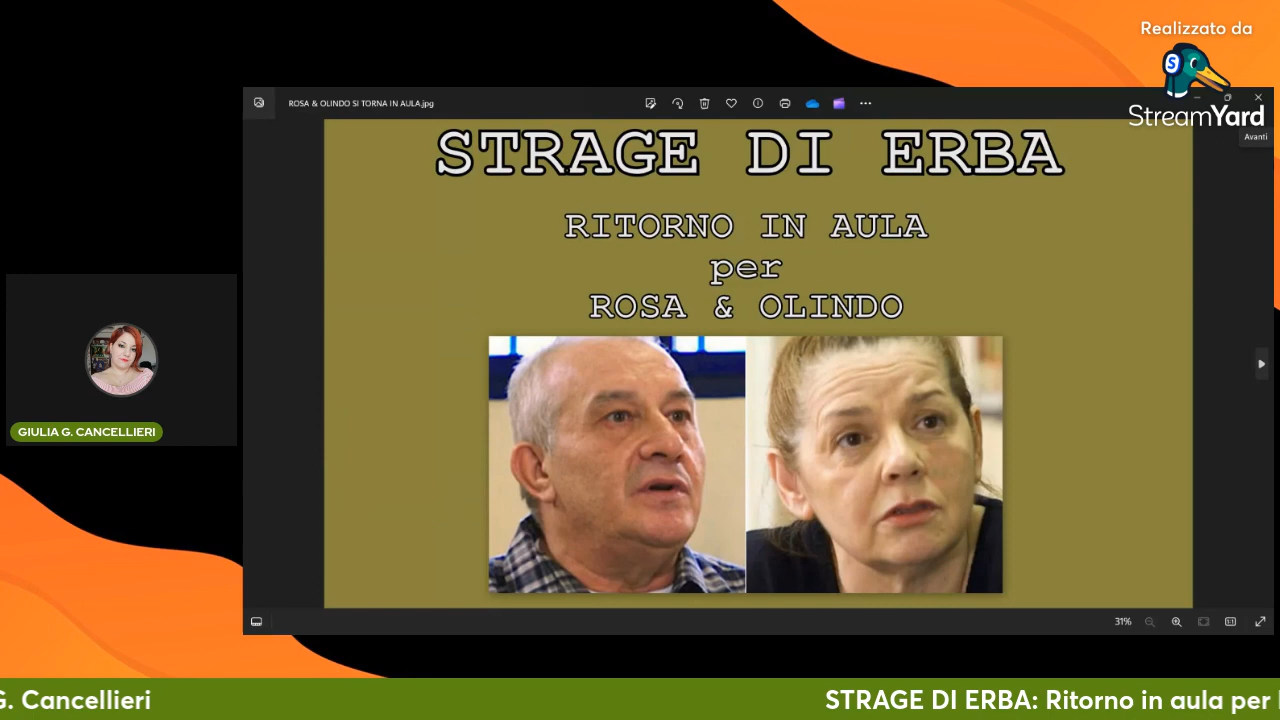 Realizzato da
StreamYard
ROSA & OLINDO SI TORNA IN AULA.jpg
Avanti
STRAGE DI ERBA
RITORNO IN AULA
per
ROSA & OLINDO
GIULIA G. CANCELLIERI
31%
G. Cancellieri
STRAGE DI ERBA: Ritorno in aula per